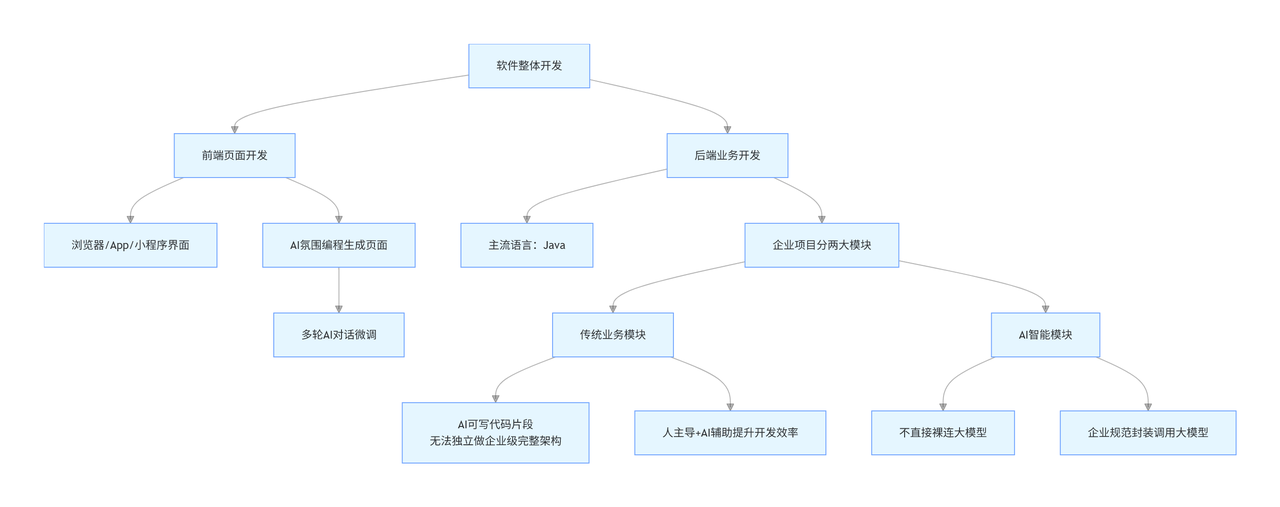 软件整体开发
前端页面开发
后端业务开发
浏览器/App/小程序界面
AI氛围编程生成页面
主流语言：Java
企业项目分两大模块
多轮AI对话微调
传统业务模块
AI智能模块
AI可写代码片段
无法独立做企业级完整架构
人主导+AI辅助提升开发效率
不直接裸连大模型
企业规范封装调用大模型